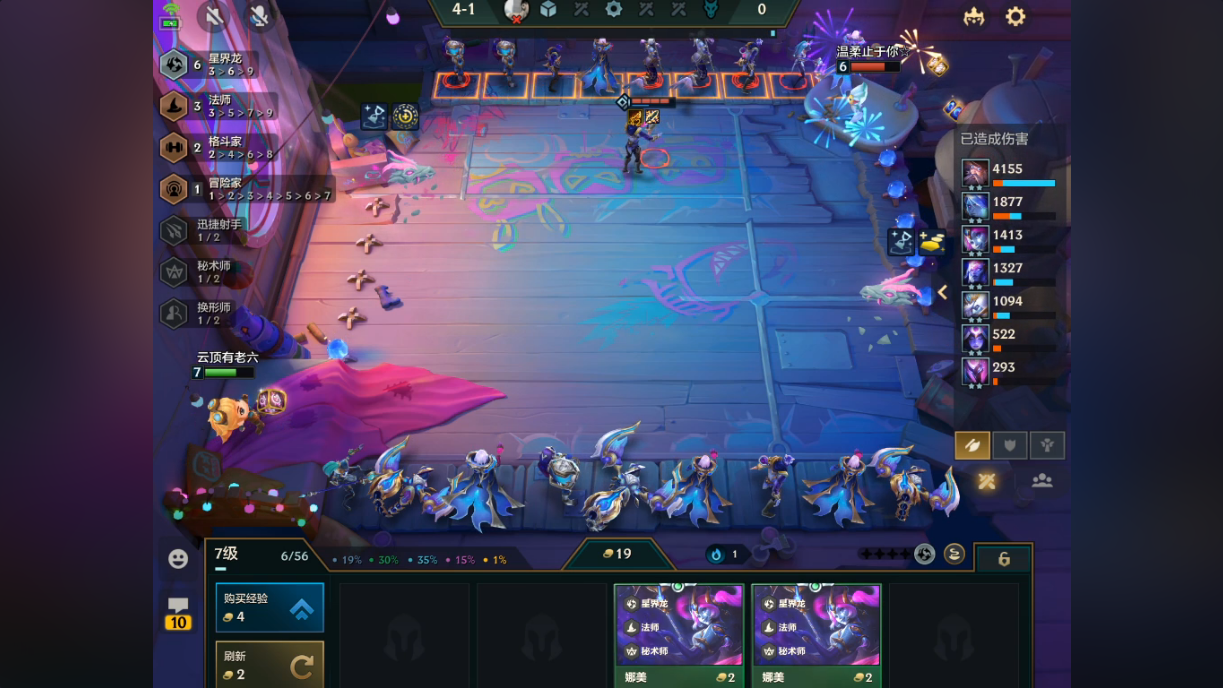 4-1
0
6 星界龙
3 > 6 > 9
3 法师
3 > 5 > 7 > 9
2 格斗家
2 > 4 > 6 > 8
1 冒险家
1 > 2 > 3 > 4 > 5 > 6 > 7
迅捷射手
1 / 2
秘术师
1 / 2
换形师
1 / 2
温柔止于你
6
已造成伤害
4155
1877
1413
1327
1094
522
293
云顶有老六
7
7级
6/56
19%
30%
35%
15%
1%
19
1
10
购买经验
4
刷新
2
星界龙
法师
秘术师
娜美
2
星界龙
法师
秘术师
娜美
2